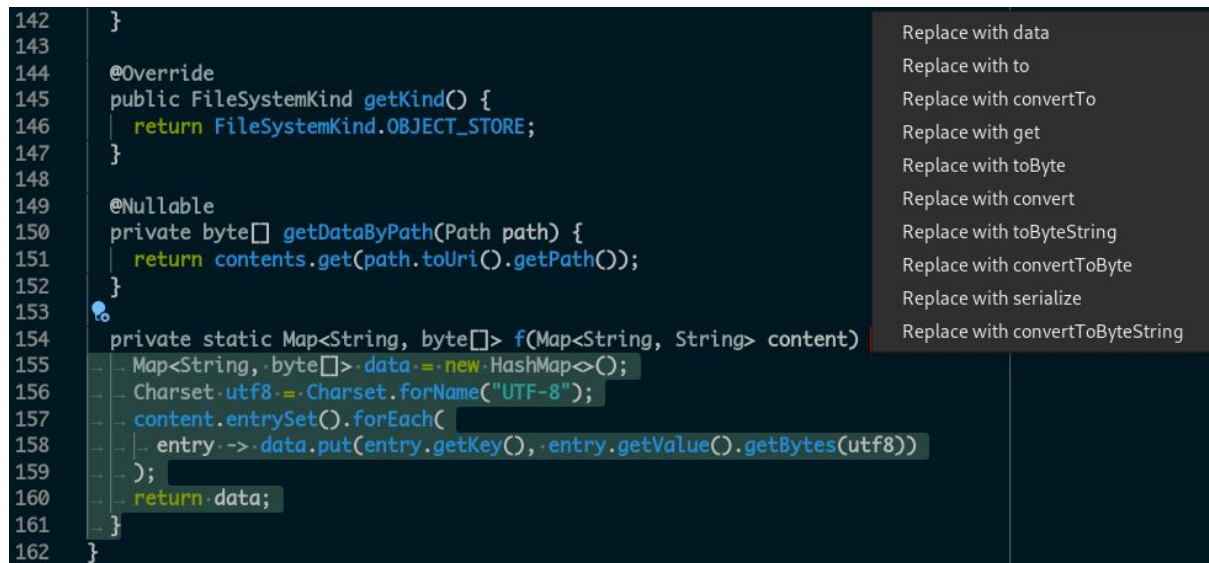 142 }
143
144 @Override
145 public FileSystemKind getKind() {
146 return FileSystemKind.OBJECT_STORE;
147 }
148
149 @Nullable
150 private byte[] getDataByPath(Path path) {
151 return contents.get(path.toUri().getPath());
152 }
153
154 private static Map<String, byte[]> f(Map<String, String> content)
155 Map<String, byte[]> data = new HashMap<>();
156 Charset utf8 = Charset.forName("UTF-8");
157 content.entrySet().forEach(
158 entry -> data.put(entry.getKey(), entry.getValue().getBytes(utf8))
159 );
160 return data;
161 }
162 }
Replace with data
Replace with to
Replace with convertTo
Replace with get
Replace with toByte
Replace with convert
Replace with toByteString
Replace with convertToByte
Replace with serialize
Replace with convertToByteString